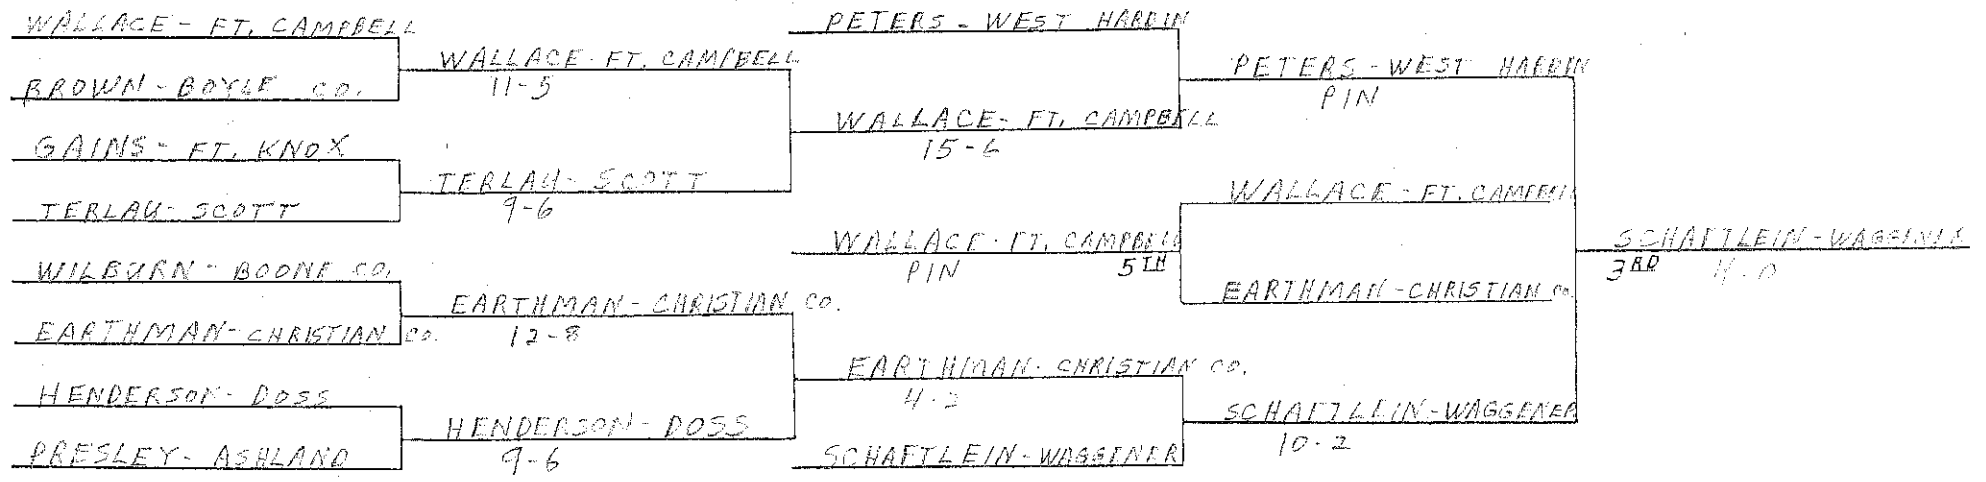 WALLACE - FT. CAMPBELL
BROWN - BOYLE CO.
GAINS - FT. KNOX
TERLAU - SCOTT
WILBURN - BOONE CO.
EARTHMAN - CHRISTIAN CO.
HENDERSON - DOSS
PRESLEY - ASHLAND
WALLACE - FT. CAMPBELL
11-5
TERLAU - SCOTT
9-6
EARTHMAN - CHRISTIAN CO.
12-8
HENDERSON - DOSS
9-6
PETERS - WEST HARDIN
WALLACE - FT. CAMPBELL
15-6
WALLACE - FT. CAMPBELL
PIN 5TH
EARTHMAN - CHRISTIAN CO.
4-2
SCHAFTLEIN - WAGGENER
PETERS - WEST HARDIN
PIN
WALLACE - FT. CAMPBELL
EARTHMAN - CHRISTIAN CO.
SCHAFTLEIN - WAGGENER
10-2
SCHAFTLEIN - WAGGENER
3RD 4-0